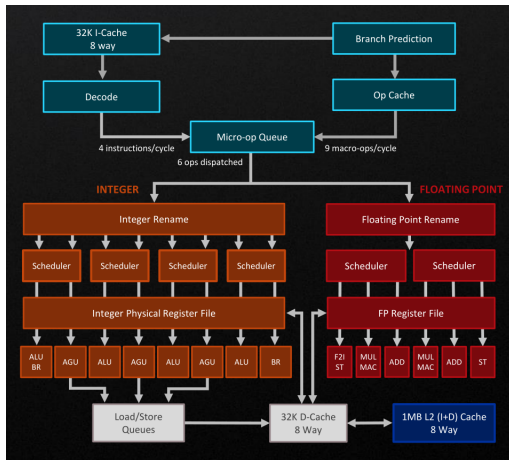 32K I-Cache
8 way
Branch Prediction
Decode
Op Cache
Micro-op Queue
4 instructions/cycle
9 macro-ops/cycle
6 ops dispatched
INTEGER
FLOATING POINT
Integer Rename
Floating Point Rename
Scheduler
Scheduler
Scheduler
Scheduler
Scheduler
Scheduler
Integer Physical Register File
FP Register File
ALU
BR
AGU
ALU
AGU
ALU
AGU
ALU
BR
F2I
ST
MUL
MAC
ADD
MUL
MAC
ADD
ST
Load/Store
Queues
32K D-Cache
8 Way
1MB L2 (I+D) Cache
8 Way